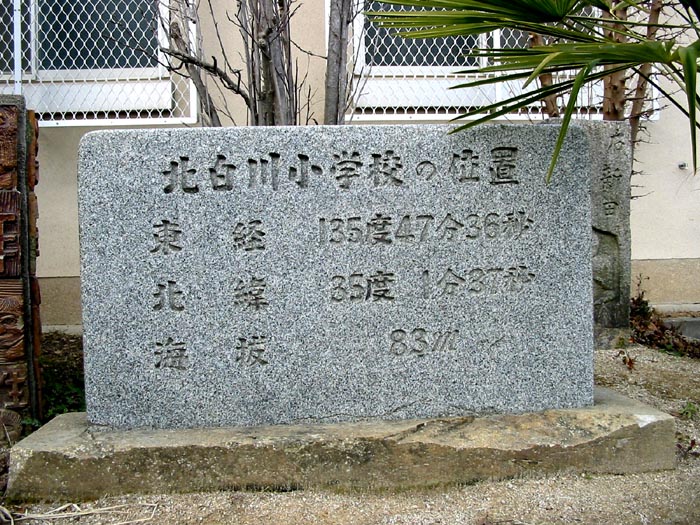 北白川小学校の位置
東経 135度47分36秒
北緯 35度 1分37秒
海抜 83m